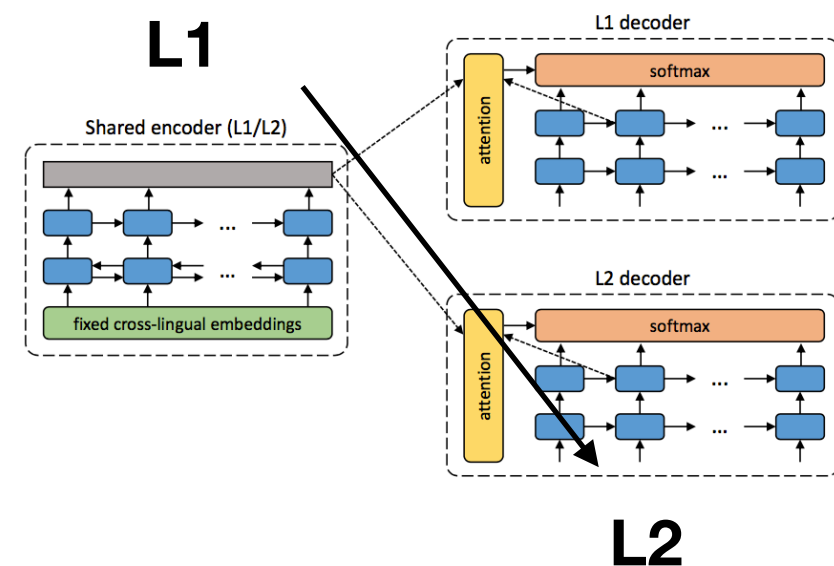 L1
Shared encoder (L1/L2)
...
...
fixed cross-lingual embeddings
L1 decoder
attention
softmax
...
...
L2 decoder
attention
softmax
...
...
L2